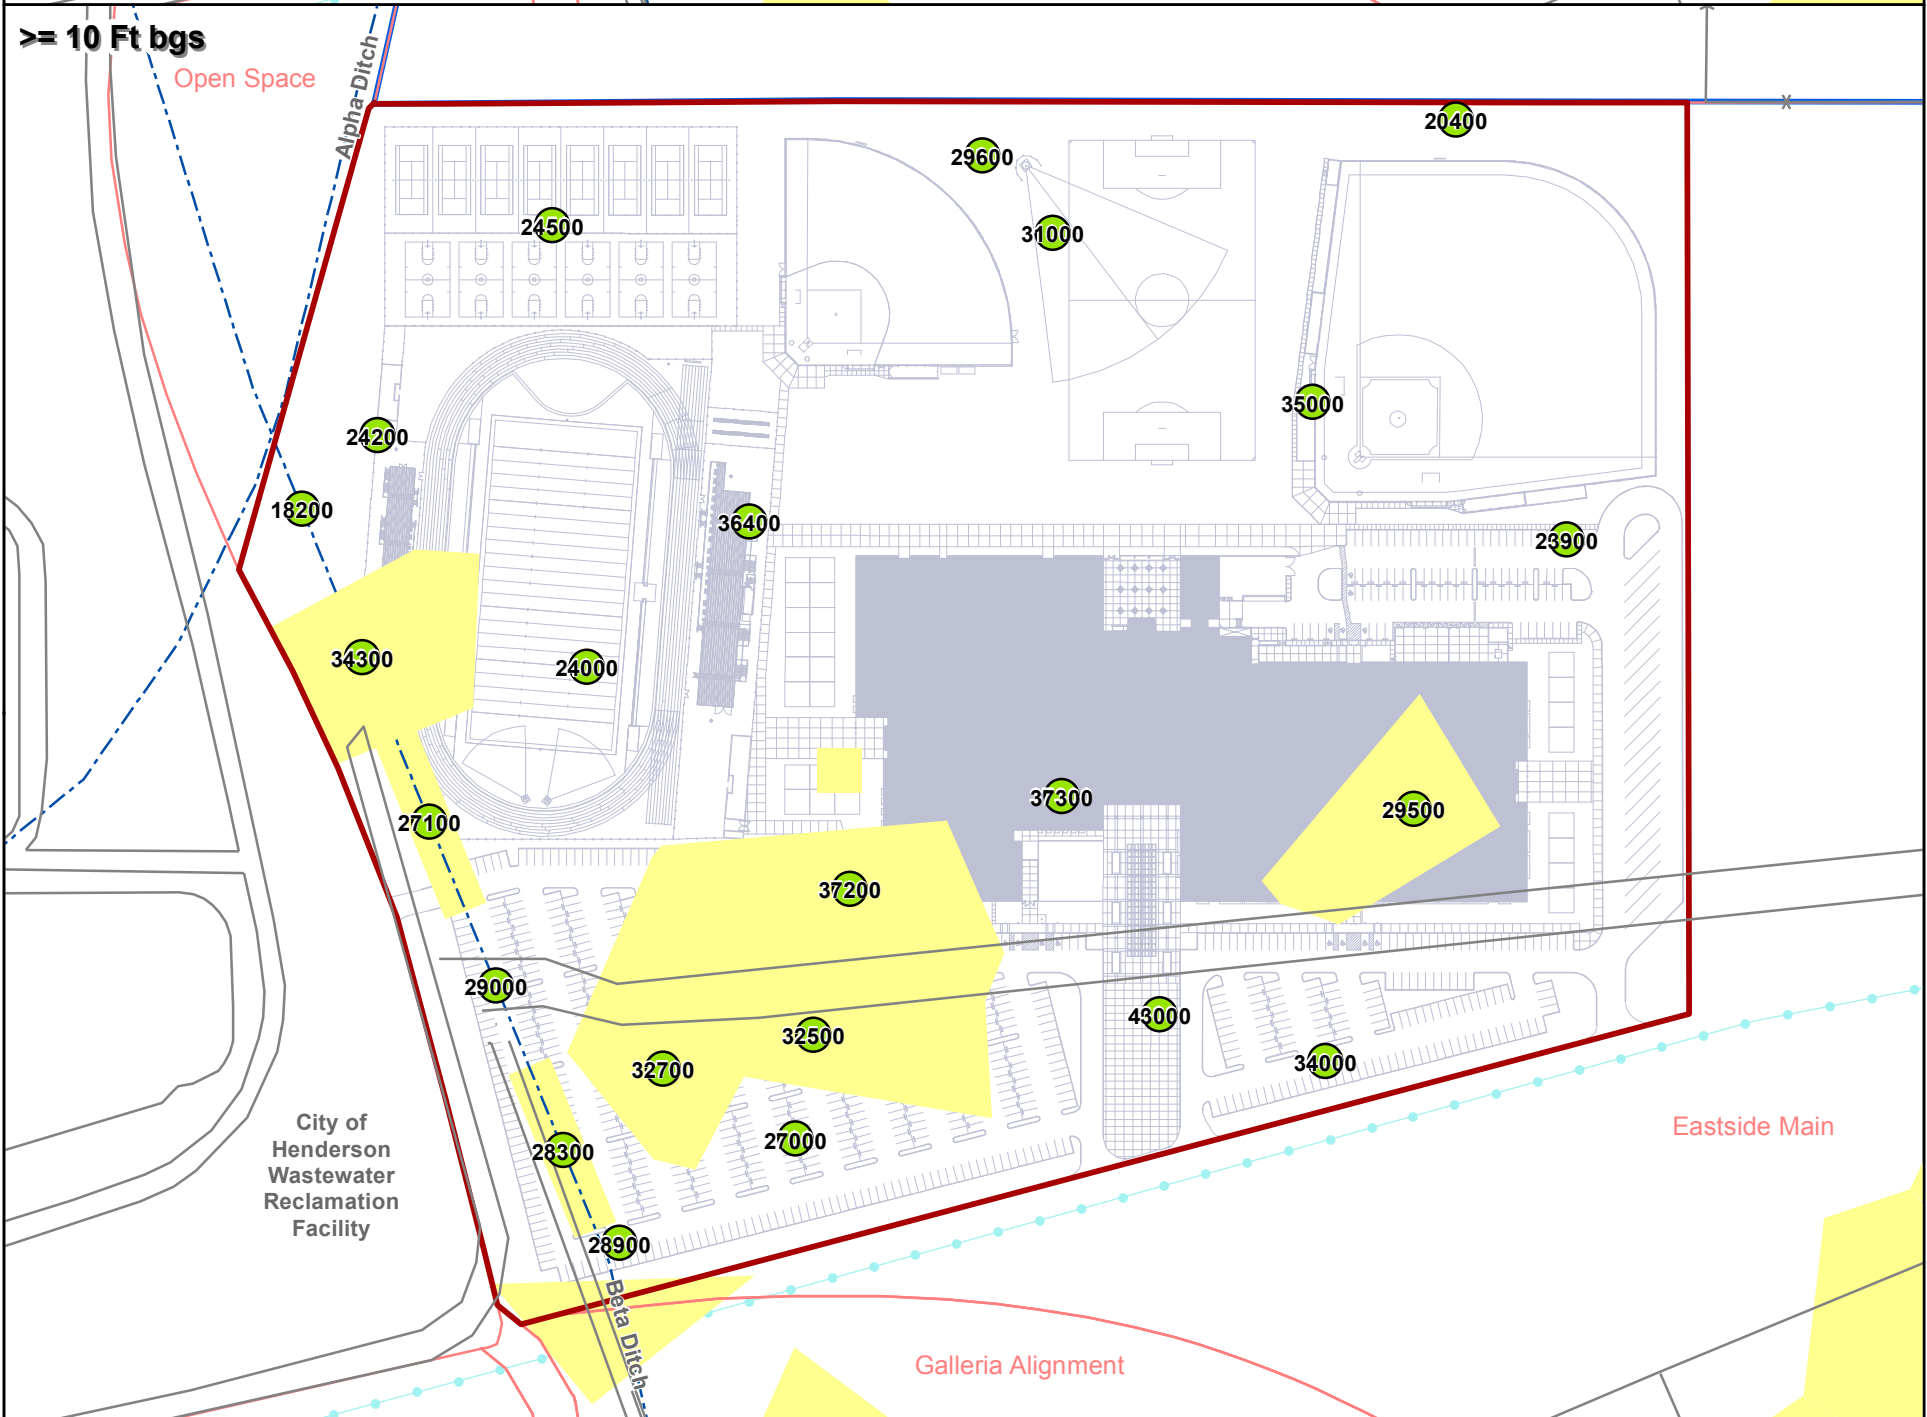 >= 10 Ft bgs
Open Space
Alpha Ditch
20400
29600
24500
31000
35000
24200
18200
36400
23900
34300
24000
37300
29500
27100
37200
29000
43000
32500
34000
32700
27000
28300
28900
City of
Henderson
Wastewater
Reclamation
Facility
Eastside Main
Beta Ditch
Galleria Alignment